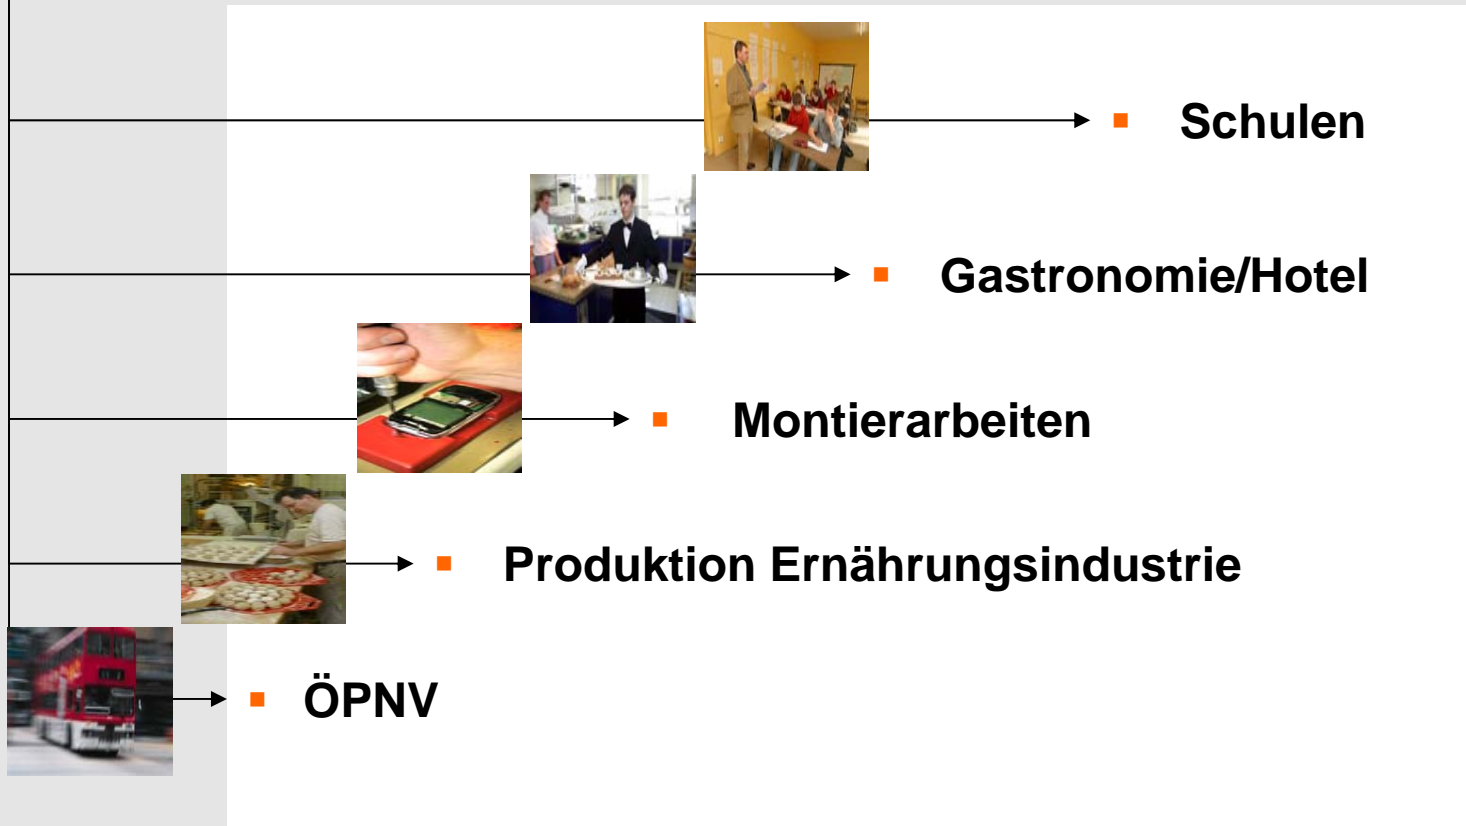 Schulen
Gastronomie/Hotel
Montierarbeiten
Produktion Ernährungsindustrie
ÖPNV